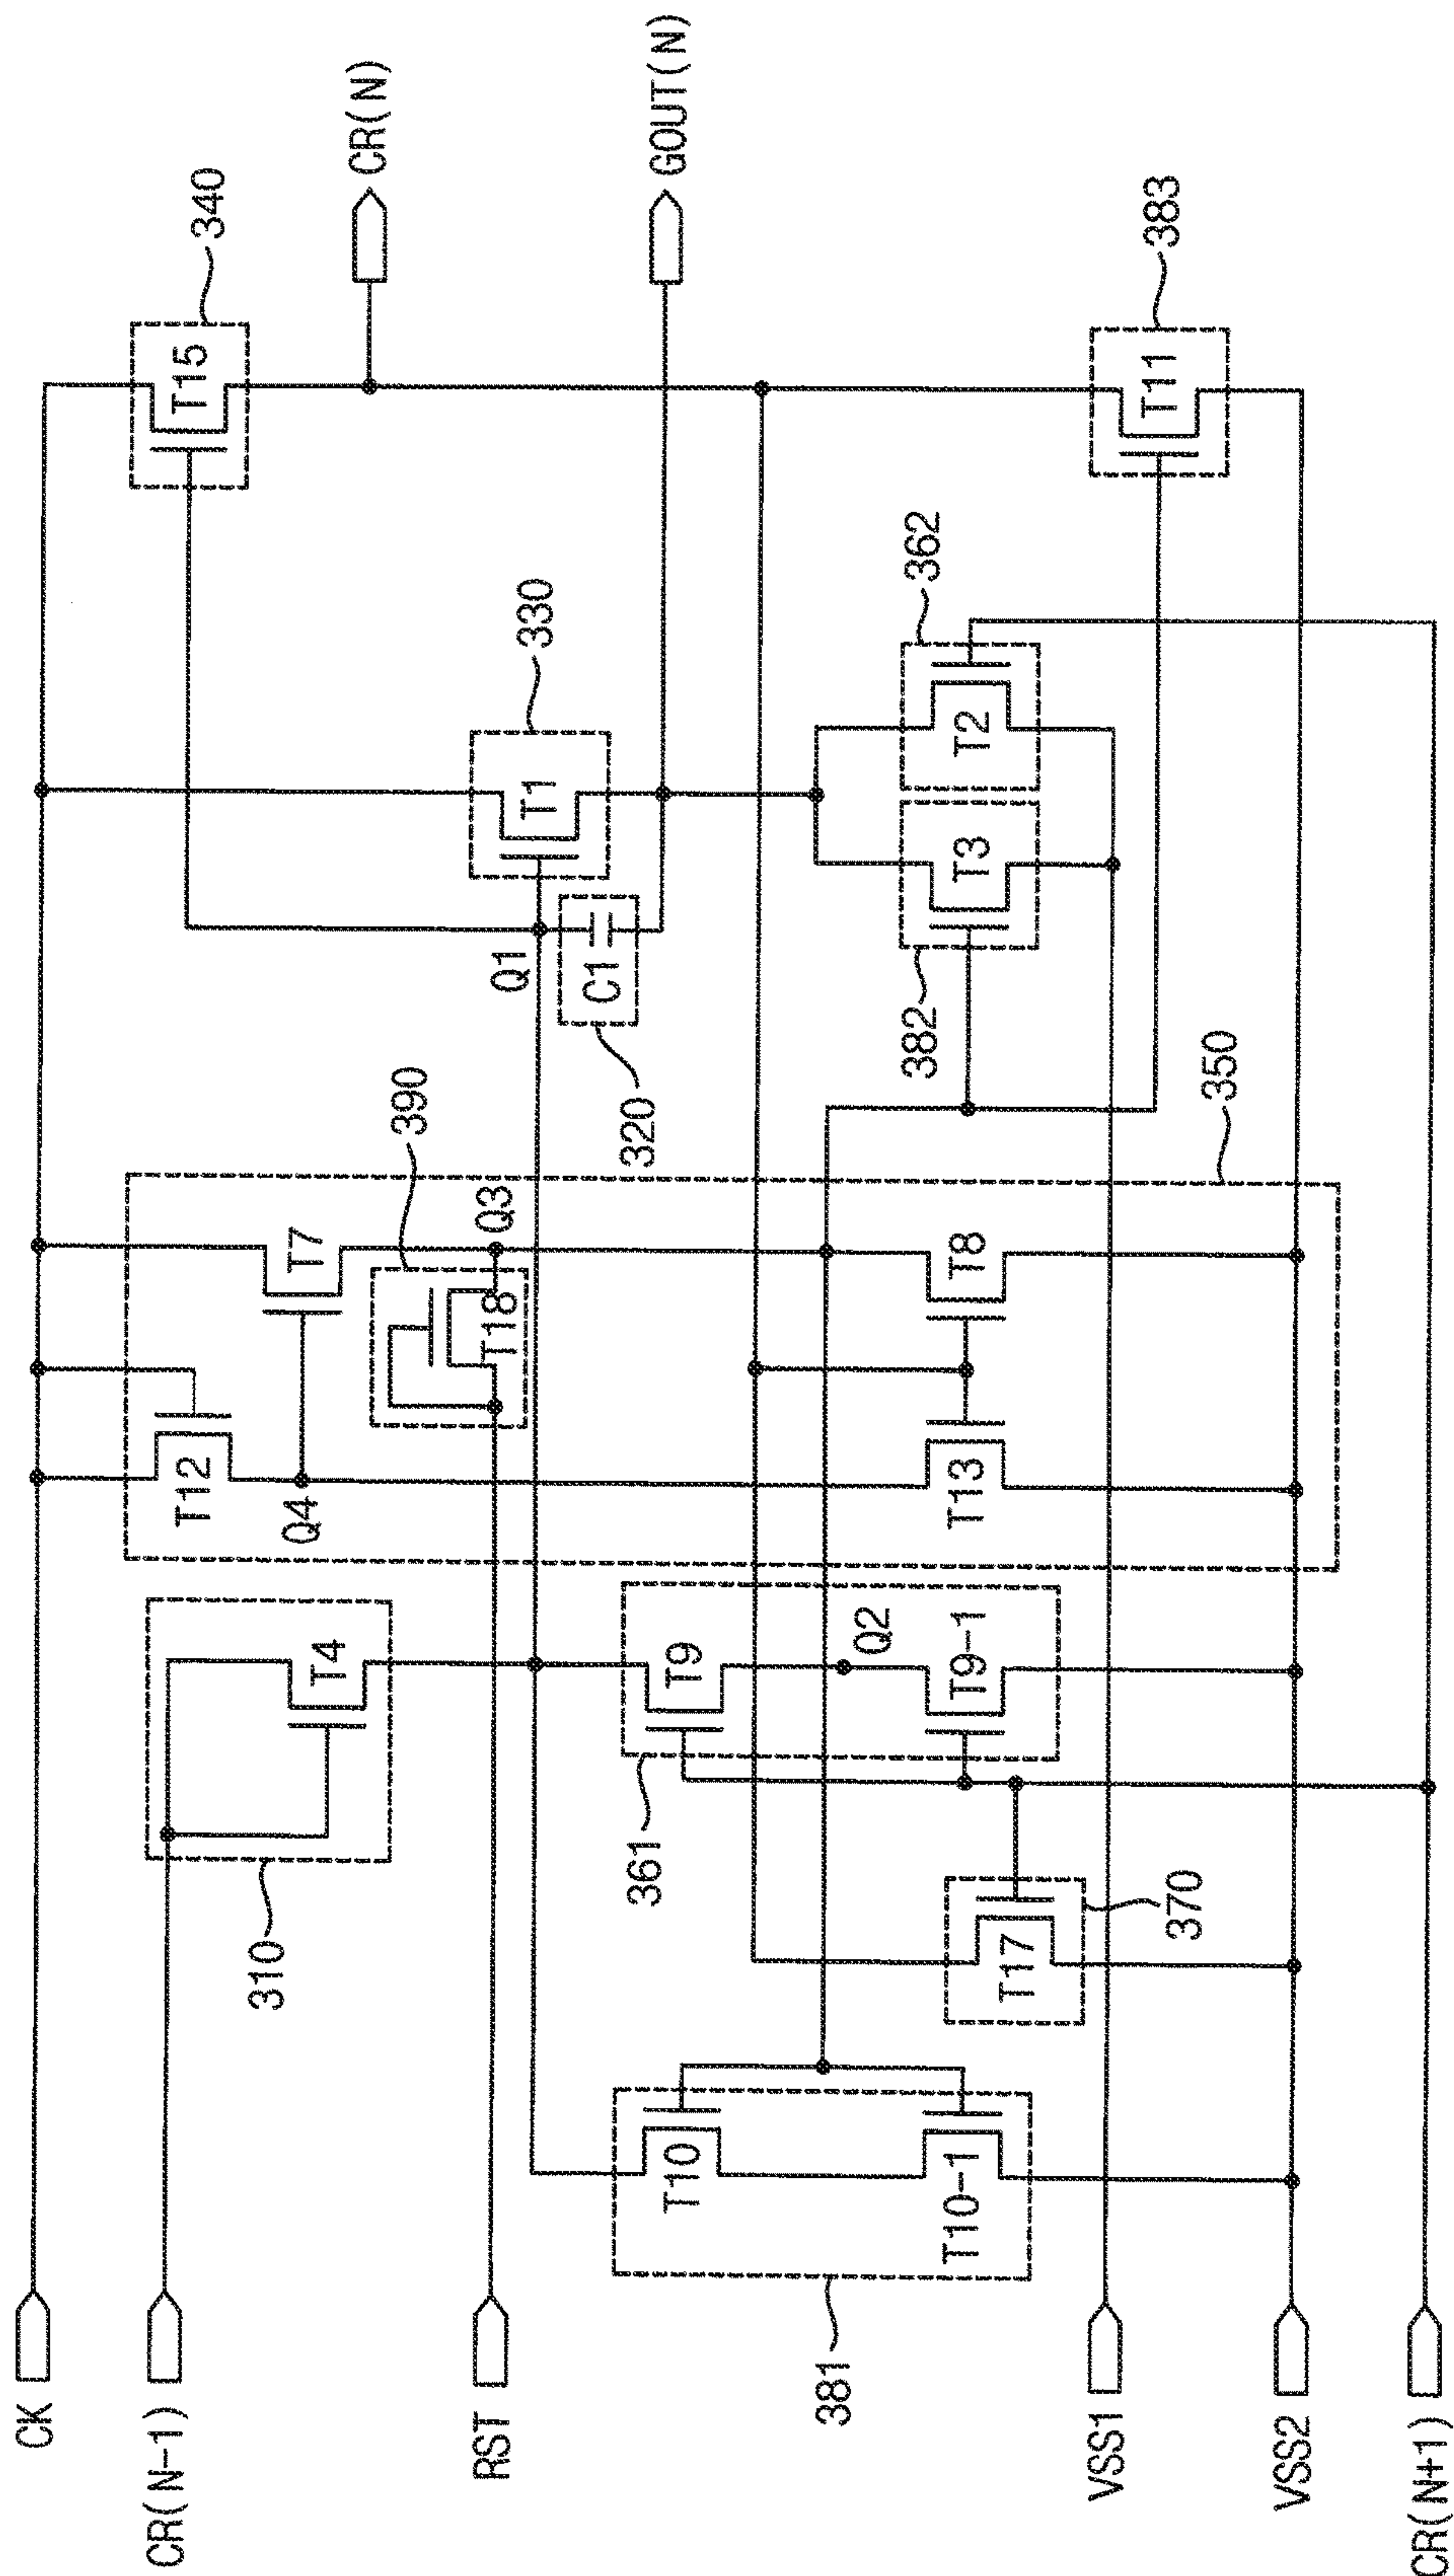 CK
CR(N-1)
RST
VSS1
VSS2
CR(N+1)
CR(N)
GOUT(N)
310
T4
T12
Q4
T7
390
T18
Q3
350
T13
T8
Q1
320
C1
330
T1
340
T15
381
T10
T10-1
361
T9
Q2
T9-1
370
T17
382
T3
362
T2
383
T11